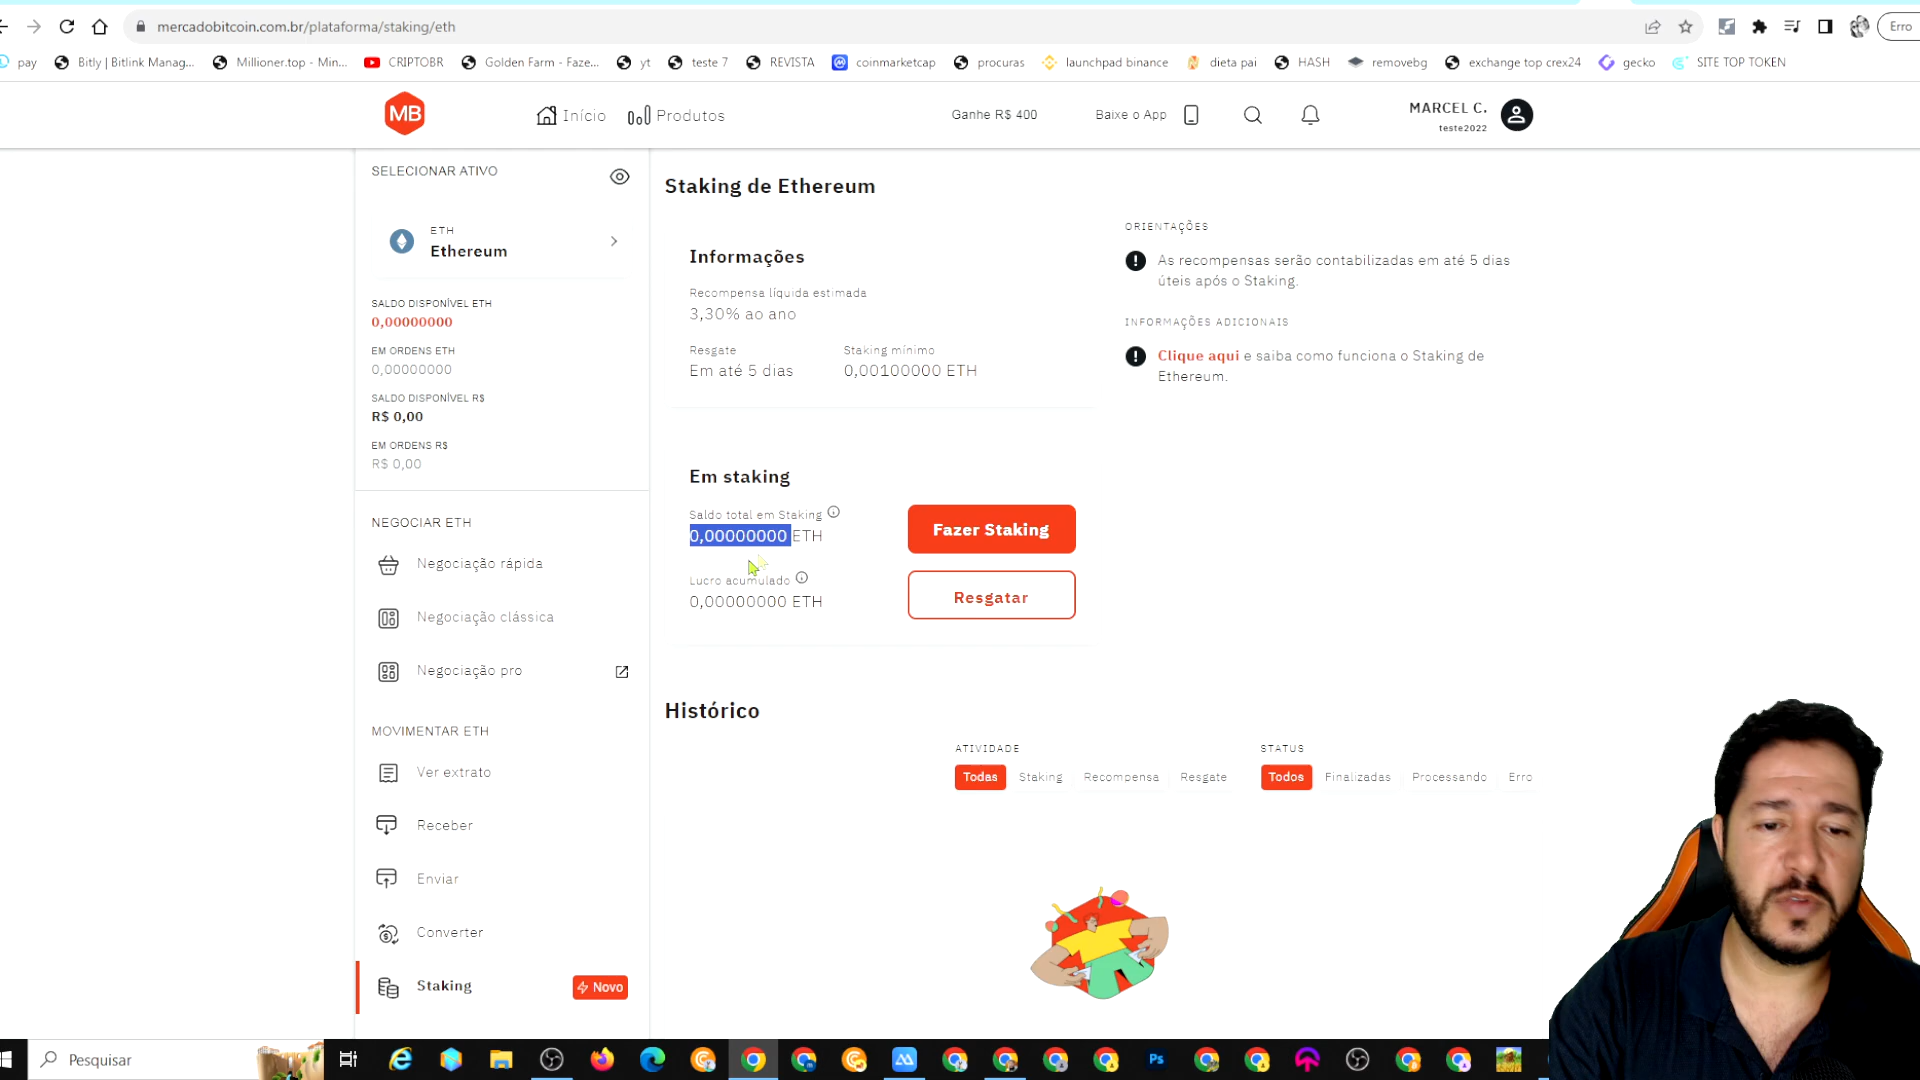 mercadobitcoin.com.br/plataforma/staking/eth
Erro
pay
Bitly | Bitlink Manag...
Millioner.top - Min...
CRIPTOBR
Golden Farm - Faze...
yt
teste 7
REVISTA
coinmarketcap
procuras
launchpad binance
dieta pai
HASH
removebg
exchange top crex24
gecko
SITE TOP TOKEN
MB
Início
Produtos
Ganhe R$ 400
Baixe o App
MARCEL C.
teste2022
SELECIONAR ATIVO
ETH
Ethereum
SALDO DISPONÍVEL ETH
0,00000000
EM ORDENS ETH
0,00000000
SALDO DISPONÍVEL R$
R$ 0,00
EM ORDENS R$
R$ 0,00
NEGOCIAR ETH
Negociação rápida
Negociação clássica
Negociação pro
MOVIMENTAR ETH
Ver extrato
Receber
Enviar
Converter
Staking
Novo
Staking de Ethereum
Informações
Recompensa líquida estimada
3,30% ao ano
Resgate
Em até 5 dias
Staking mínimo
0,00100000 ETH
ORIENTAÇÕES
As recompensas serão contabilizadas em até 5 dias
úteis após o Staking.
INFORMAÇÕES ADICIONAIS
Clique aqui e saiba como funciona o Staking de
Ethereum.
Em staking
Saldo total em Staking
0,00000000 ETH
Lucro acumulado
0,00000000 ETH
Fazer Staking
Resgatar
Histórico
ATIVIDADE
Todas
Staking
Recompensa
Resgate
STATUS
Todos
Finalizadas
Processando
Erro
Pesquisar
Ps